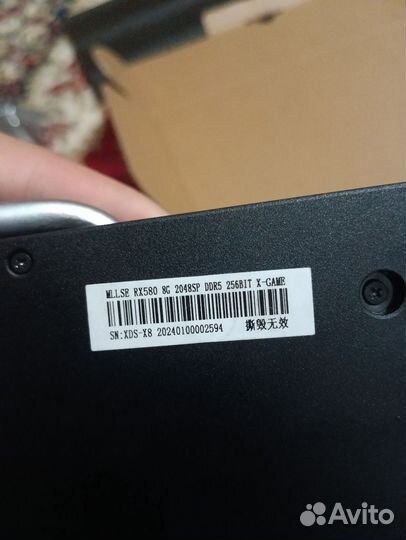 MLLSE RX580 8G 2048SP DDR5 256BIT X-GAME
SN:XDS-X8 20240100002594 撕毁无效
Avito